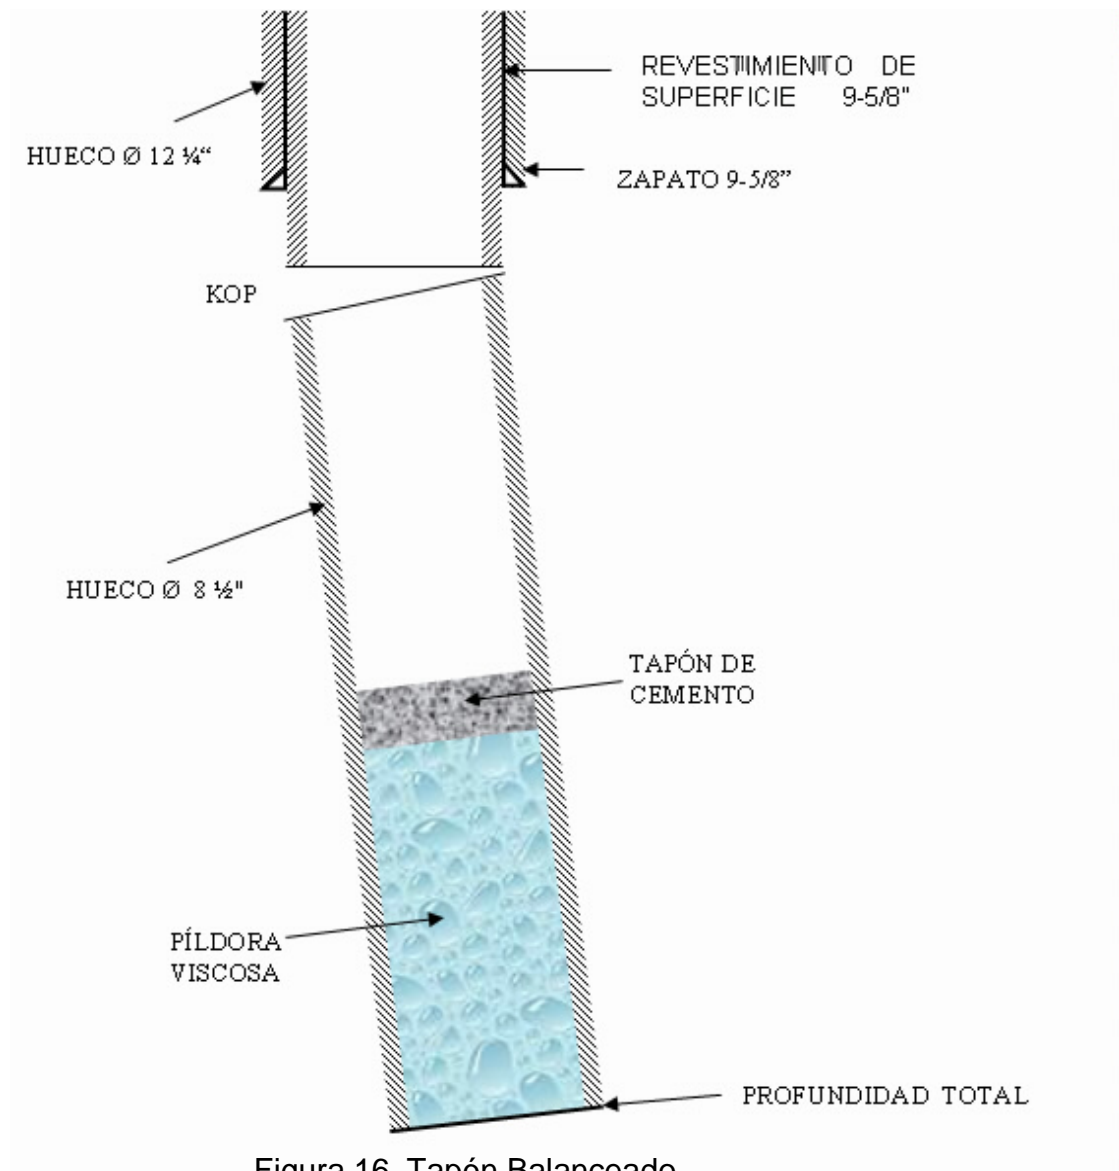 REVESTIMIENTO DE
SUPERFICIE 9-5/8"
HUECO Ø 12 ¼“
ZAPATO 9-5/8”
KOP
HUECO Ø 8 ½"
TAPÓN DE
CEMENTO
PÍLDORA
VISCOSA
PROFUNDIDAD TOTAL
Figura 16. Tapón Balanceado